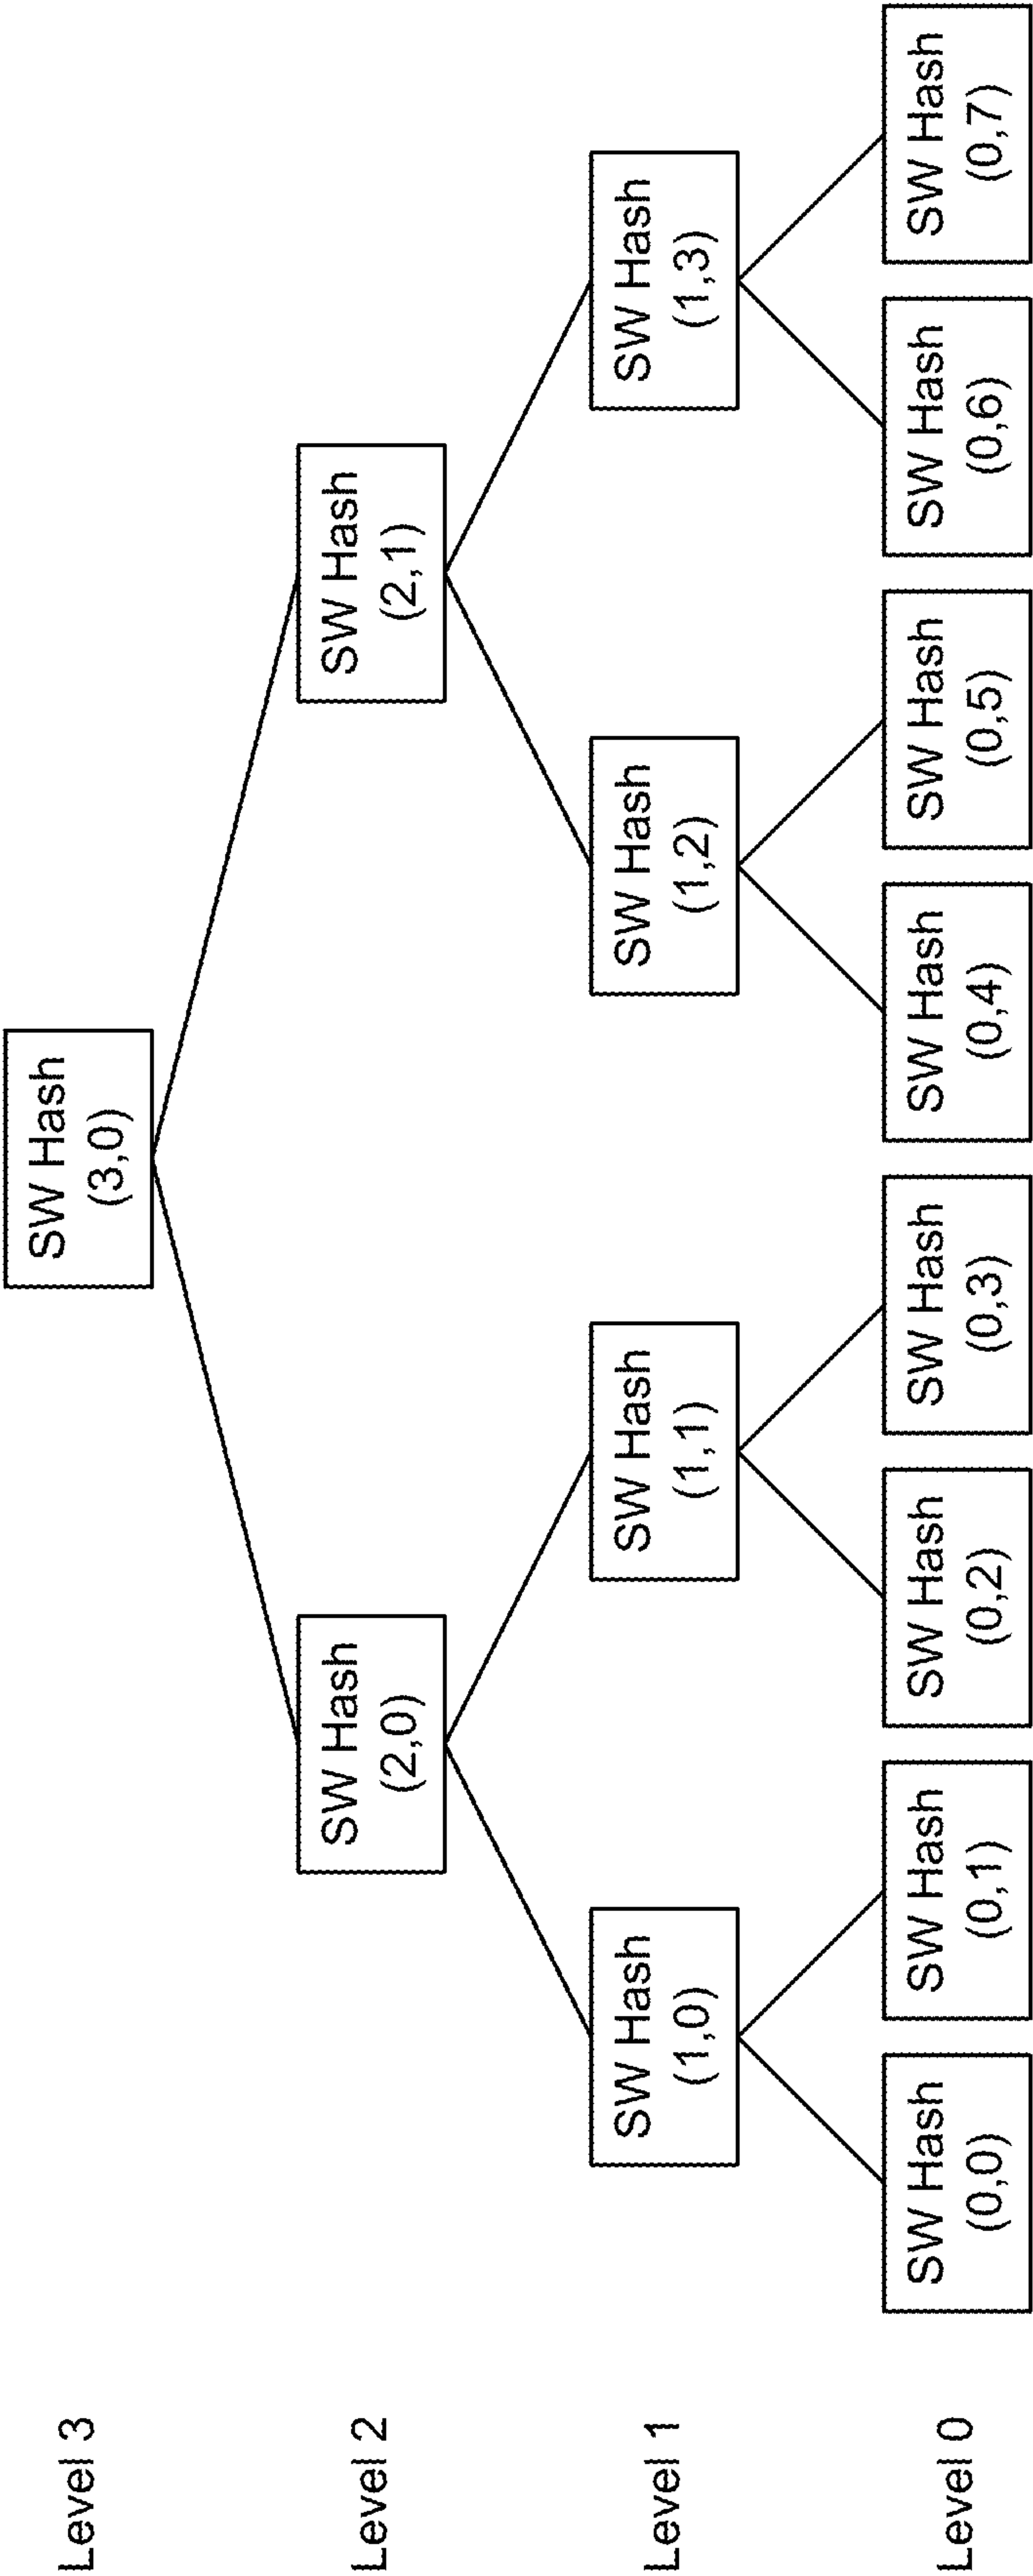 Level 3
SW Hash
(3,0)
Level 2
SW Hash
(2,0)
SW Hash
(2,1)
Level 1
SW Hash
(1,0)
SW Hash
(1,1)
SW Hash
(1,2)
SW Hash
(1,3)
Level 0
SW Hash
(0,0)
SW Hash
(0,1)
SW Hash
(0,2)
SW Hash
(0,3)
SW Hash
(0,4)
SW Hash
(0,5)
SW Hash
(0,6)
SW Hash
(0,7)